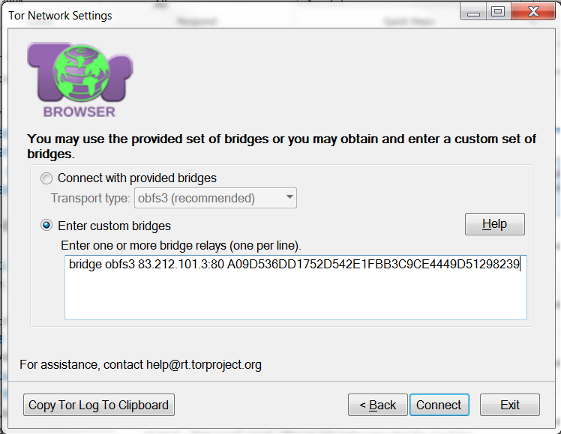 Tor Network Settings
Tor
BROWSER
You may use the provided set of bridges or you may obtain and enter a custom set of
bridges.
Connect with provided bridges
Transport type: obfs3 (recommended)
Enter custom bridges
Help
Enter one or more bridge relays (one per line).
bridge obfs3 83.212.101.3:80 A09D536DD1752D542E1FBB3C9CE4449D51298239
For assistance, contact help@rt.torproject.org
Copy Tor Log To Clipboard
< Back
Connect
Exit